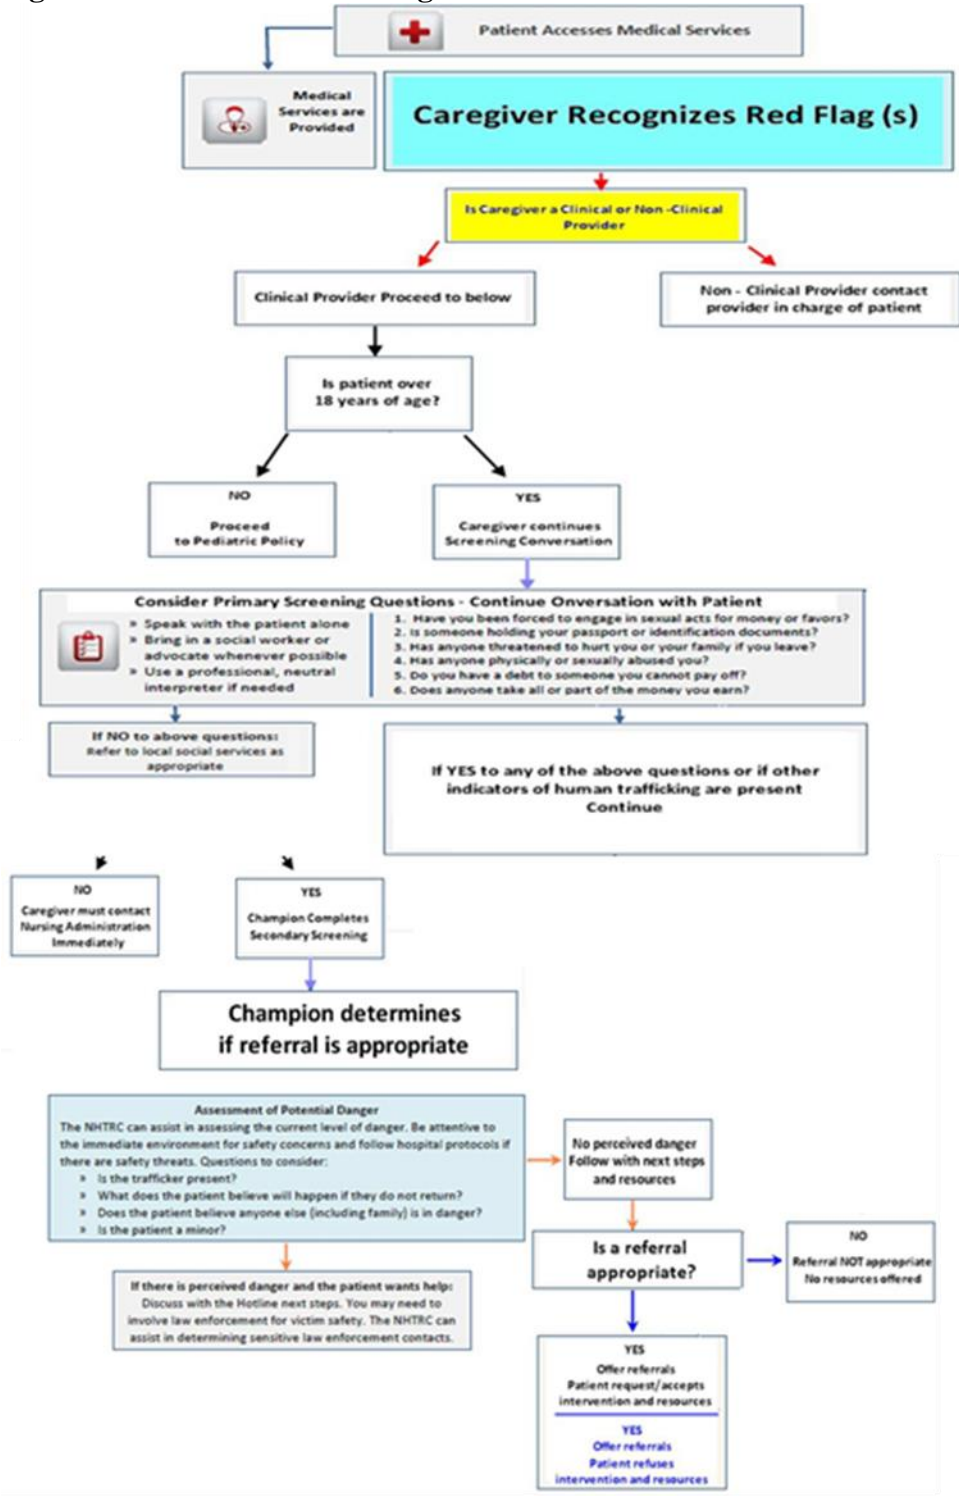 Patient Accesses Medical Services
Medical
Services are
Provided
Caregiver Recognizes Red Flag (s)
Is Caregiver a Clinical or Non -Clinical
Provider
Clinical Provider Proceed to below
Non - Clinical Provider contact
provider in charge of patient
Is patient over
18 years of age?
NO
Proceed
to Pediatric Policy
YES
Caregiver continues
Screening Conversation
Consider Primary Screening Questions - Continue Onversation with Patient
» Speak with the patient alone
» Bring in a social worker or
advocate whenever possible
» Use a professional, neutral
interpreter if needed
1. Have you been forced to engage in sexual acts for money or favors?
2. Is someone holding your passport or identification documents?
3. Has anyone threatened to hurt you or your family if you leave?
4. Has anyone physically or sexually abused you?
5. Do you have a debt to someone you cannot pay off?
6. Does anyone take all or part of the money you earn?
If NO to above questions:
Refer to local social services as
appropriate
If YES to any of the above questions or if other
indicators of human trafficking are present
Continue
NO
Caregiver must contact
Nursing Administration
Immediately
YES
Champion Completes
Secondary Screening
Champion determines
if referral is appropriate
Assessment of Potential Danger
The NHTRC can assist in assessing the current level of danger. Be attentive to
the immediate environment for safety concerns and follow hospital protocols if
there are safety threats. Questions to consider:
» Is the trafficker present?
» What does the patient believe will happen if they do not return?
» Does the patient believe anyone else (including family) is in danger?
» Is the patient a minor?
No perceived danger
Follow with next steps
and resources
Is a referral
appropriate?
NO
Referral NOT appropriate
No resources offered
If there is perceived danger and the patient wants help:
Discuss with the Hotline next steps. You may need to
involve law enforcement for victim safety. The NHTRC can
assist in determining sensitive law enforcement contacts.
YES
Offer referrals
Patient request/accepts
intervention and resources
YES
Offer referrals
Patient refuses
intervention and resources